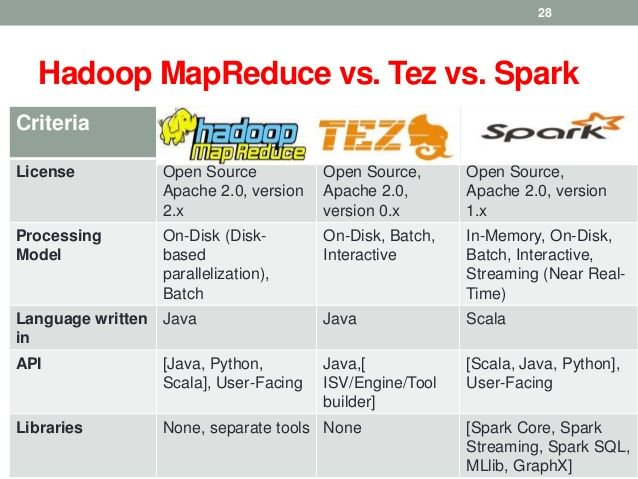 28
Hadoop MapReduce vs. Tez vs. Spark
Criteria
hadoop
MapReduce
TEZ
Spark
License
Open Source
Apache 2.0, version
2.x
Open Source,
Apache 2.0,
version 0.x
Open Source,
Apache 2.0, version
1.x
Processing
Model
On-Disk (Disk-
based
parallelization),
Batch
On-Disk, Batch,
Interactive
In-Memory, On-Disk,
Batch, Interactive,
Streaming (Near Real-
Time)
Language written
in
Java
Java
Scala
API
[Java, Python,
Scala], User-Facing
Java,[
ISV/Engine/Tool
builder]
[Scala, Java, Python],
User-Facing
Libraries
None, separate tools
None
[Spark Core, Spark
Streaming, Spark SQL,
MLlib, GraphX]